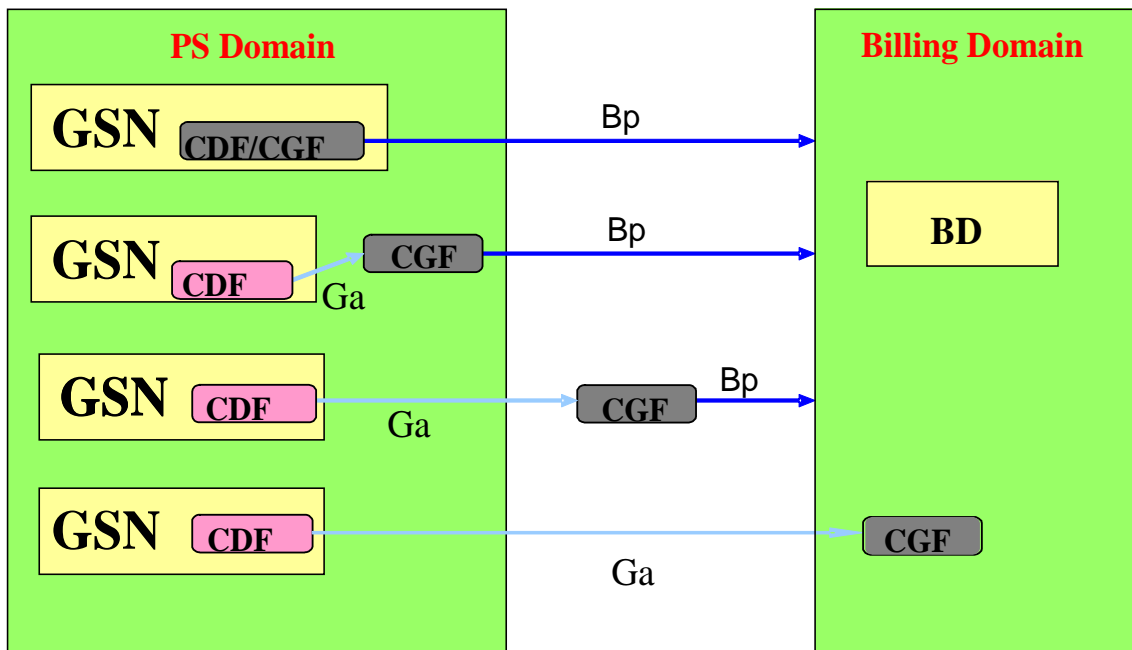 PS Domain
Billing Domain
GSN
CDF/CGF
Bp
GSN
CDF
Ga
CGF
Bp
BD
GSN
CDF
Ga
CGF
Bp
GSN
CDF
Ga
CGF